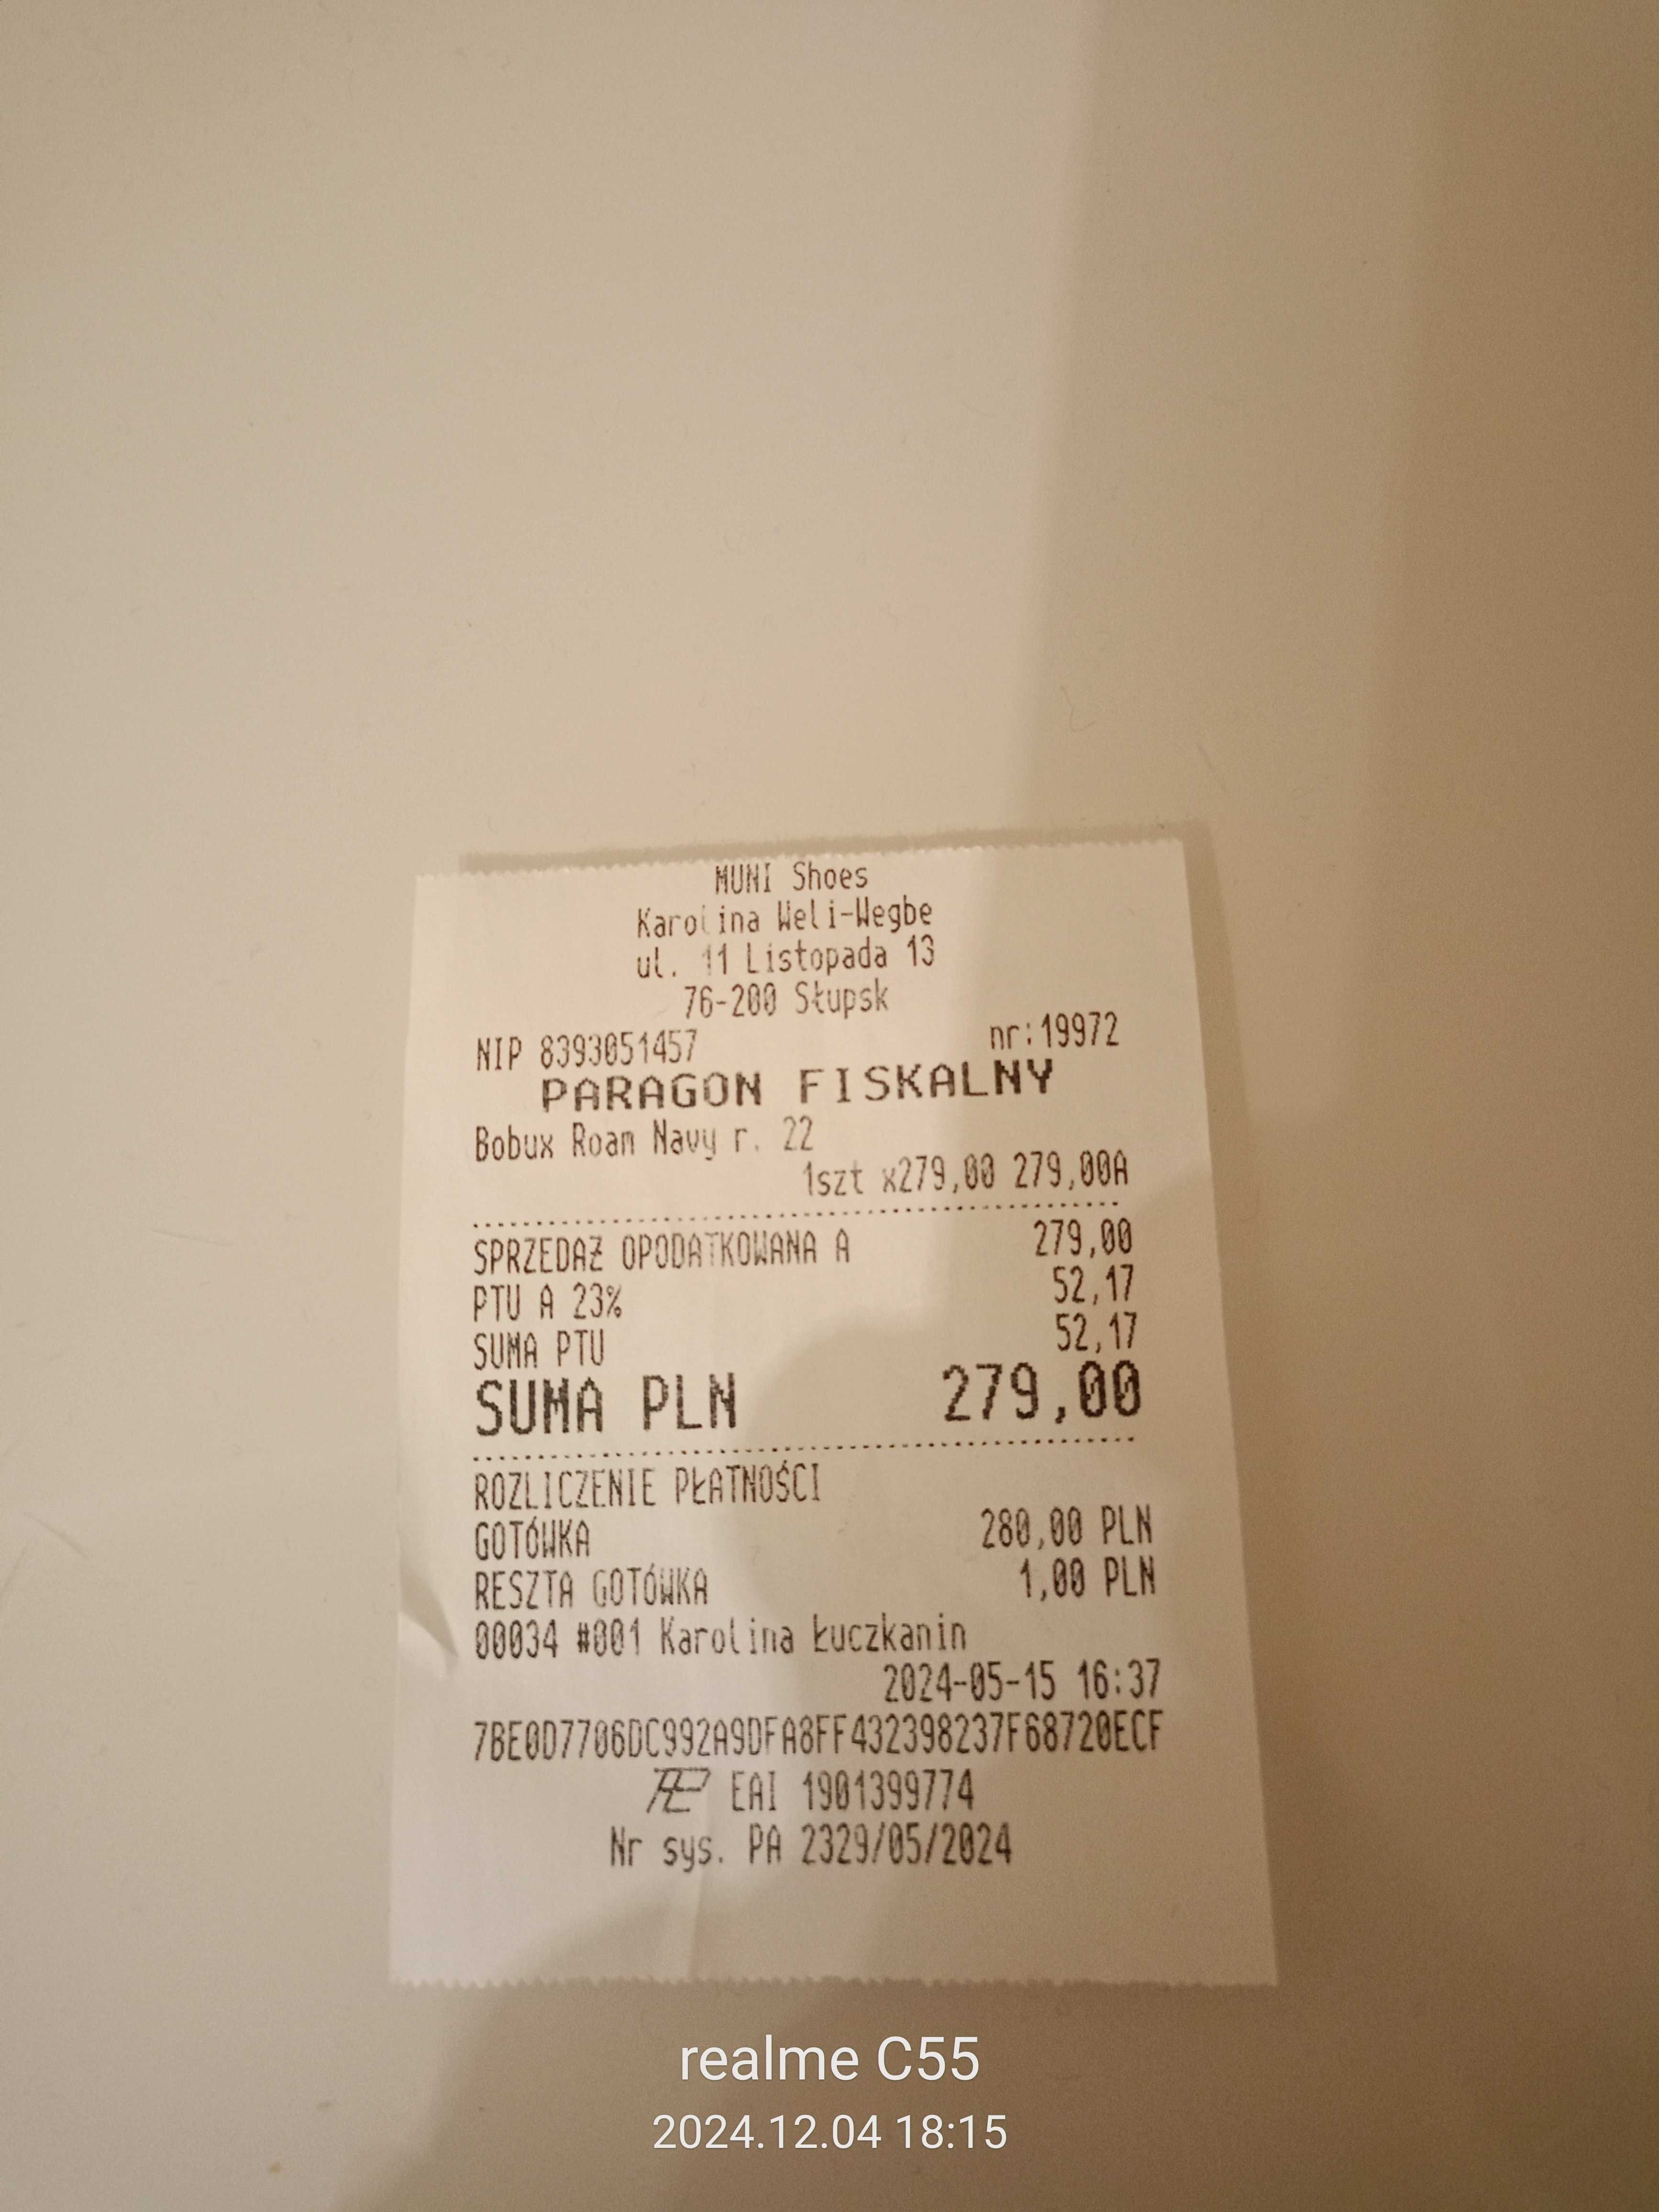 MUNI Shoes
Karolina Weli-Wegbe
ul. 11 Listopada 13
76-200 Słupsk
NIP 8393051457 nr:19972
PARAGON FISKALNY
Bobux Roam Navy r. 22
1szt x279,00 279,00A
SPRZEDAŻ OPODATKOWANA A 279,00
PTU A 23% 52,17
SUMA PTU 52,17
SUMA PLN 279,00
ROZLICZENIE PŁATNOŚCI
GOTÓWKA 280,00 PLN
RESZTA GOTÓWKA 1,00 PLN
00034 #001 Karolina Łuczkanin
2024-05-15 16:37
7BE0D7706DC992A9DFA8FF432398237F68720ECF
EAI 1901399774
Nr sys. PA 2329/05/2024
realme C55
2024.12.04 18:15